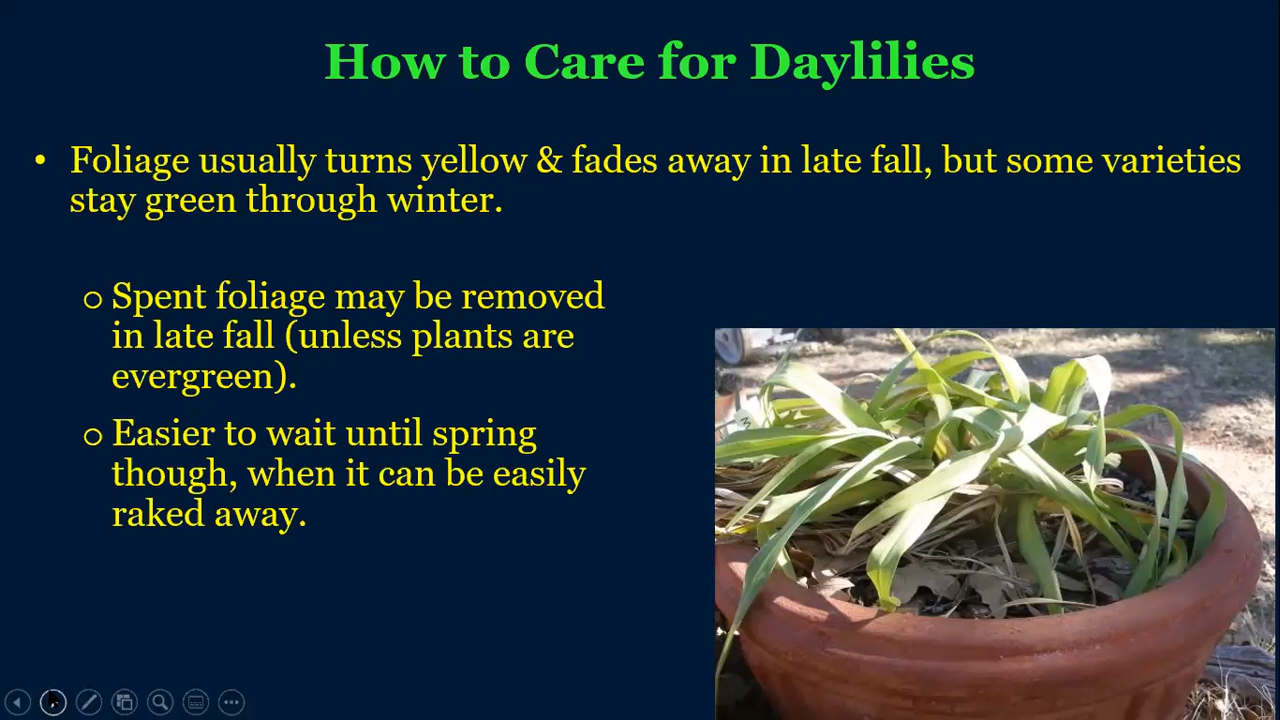 How to Care for Daylilies
• Foliage usually turns yellow & fades away in late fall, but some varieties
stay green through winter.
o Spent foliage may be removed
in late fall (unless plants are
evergreen).
o Easier to wait until spring
though, when it can be easily
raked away.